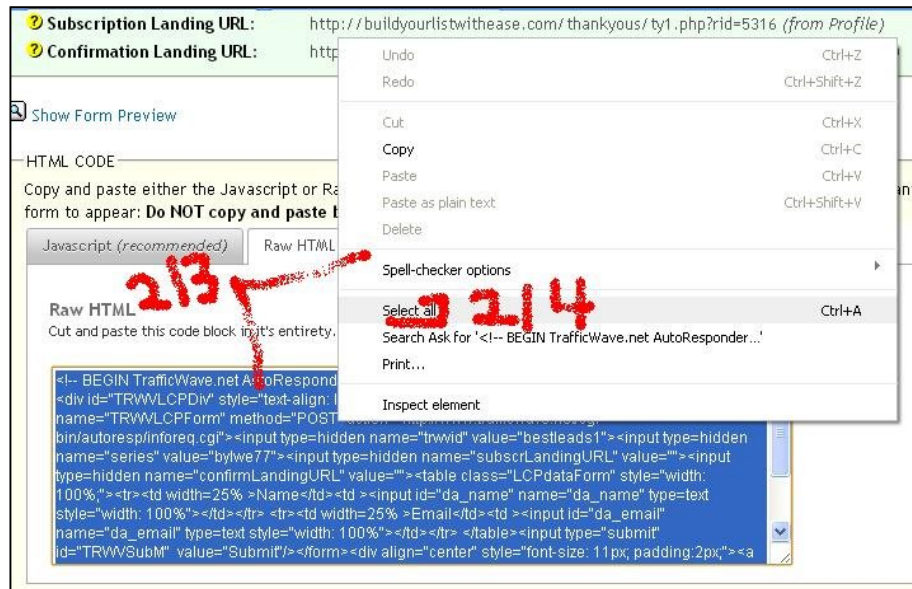 Subscription Landing URL: http://buildyourlistwithease.com/thankyous/ty1.php?rid=5316 (from Profile)
Confirmation Landing URL: http
Undo Ctrl+Z
Redo Ctrl+Shift+Z
Show Form Preview
Cut Ctrl+X
Copy Ctrl+C
Paste Ctrl+V
Paste as plain text Ctrl+Shift+V
Delete
HTML CODE
Copy and paste either the Javascript or Ra
form to appear: Do NOT copy and paste b
Javascript (recommended) Raw HTML
Spell-checker options
213
Select all Ctrl+A
214
Search Ask for '<!-- BEGIN TrafficWave.net AutoResponder...'
Print...
Inspect element
Raw HTML
Cut and paste this code block in it's entirety.
<!-- BEGIN TrafficWave.net AutoRespond
<div id="TRWVLCPDiv" style="text-align:
name="TRWVLCPForm" method="POST"
bin/autoresp/inforeq.cgi"><input type=hidden name="trwvid" value="bestleads1"><input type=hidden
name="series" value="bylwe77"><input type=hidden name="subscrLandingURL" value=""><input
type=hidden name="confirmLandingURL" value=""><table class="LCPdataForm" style="width:
100%;"><tr><td width=25% >Name</td><td ><input id="da_name" name="da_name" type=text
style="width: 100%"></td></tr> <tr><td width=25% >Email</td><td ><input id="da_email"
name="da_email" type=text style="width: 100%"></td></tr> </table><input type="submit"
id="TRWVSubM" value="Submit"/></form><div align="center" style="font-size: 11px; padding:2px;"><a